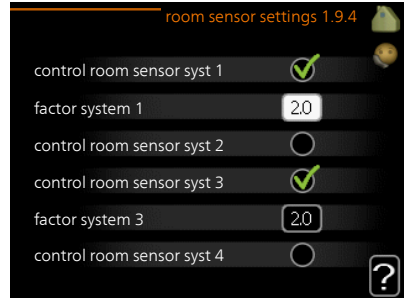 room sensor settings 1.9.4
control room sensor syst 1
factor system 1 2.0
control room sensor syst 2
control room sensor syst 3
factor system 3 2.0
control room sensor syst 4
?